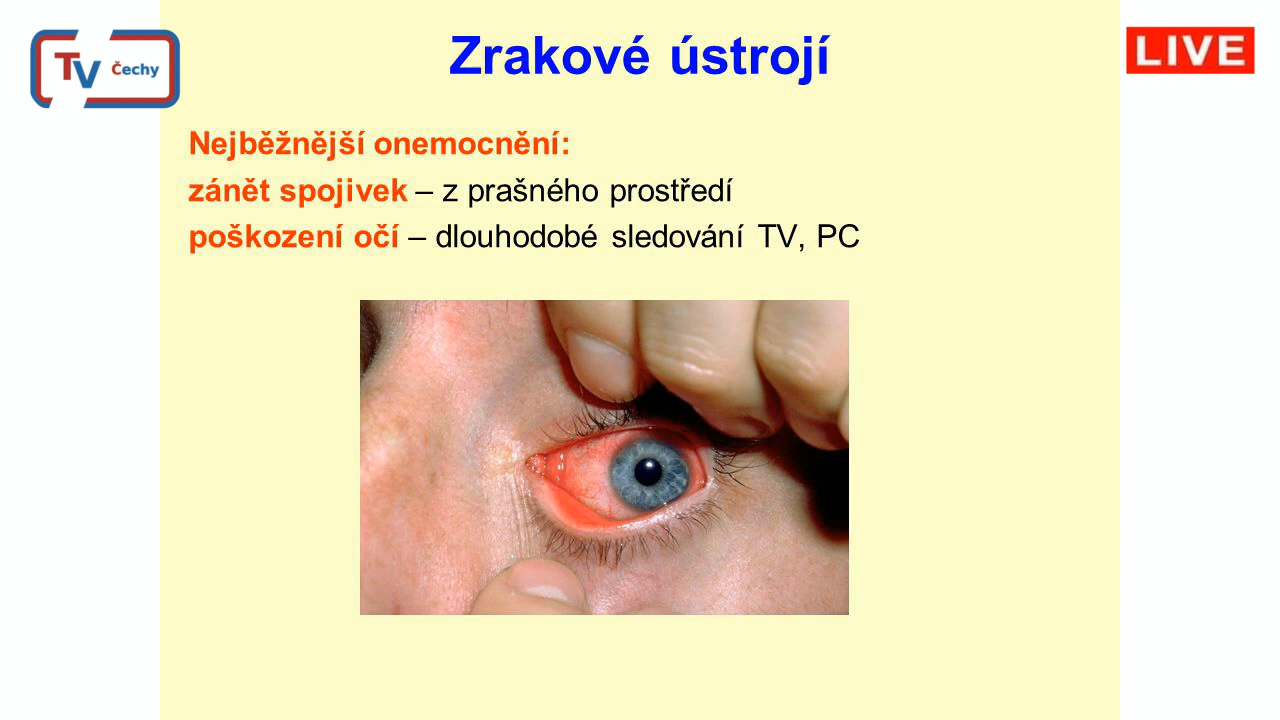 TV Čechy
Zrakové ústrojí
LIVE
Nejběžnější onemocnění:
zánět spojivek – z prašného prostředí
poškození očí – dlouhodobé sledování TV, PC